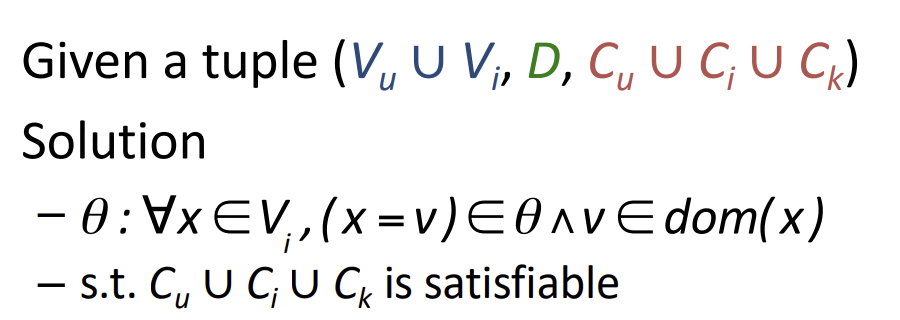 Given a tuple (Vᵤ ∪ Vᵢ, D, Cᵤ ∪ Cᵢ ∪ Cₖ)
Solution
– θ : ∀x ∈ Vᵢ, (x = v) ∈ θ ∧ v ∈ dom(x)
– s.t. Cᵤ ∪ Cᵢ ∪ Cₖ is satisfiable